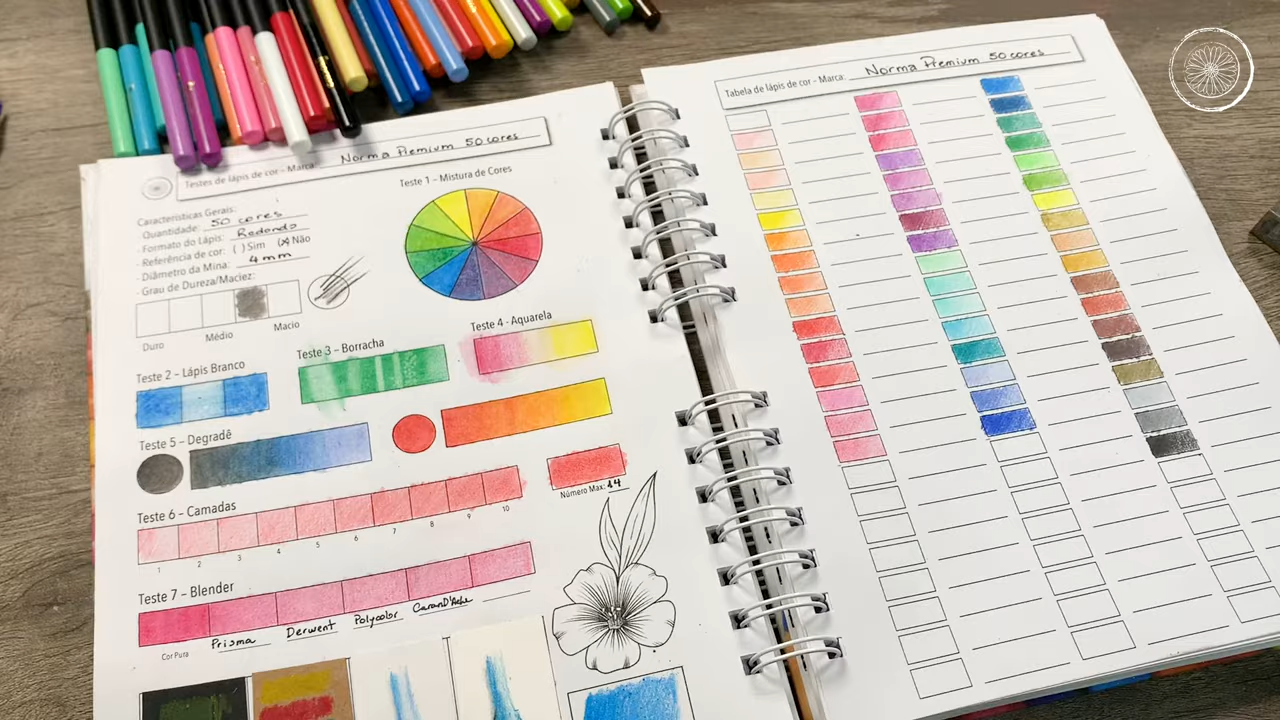 Testes de lápis de cor - Marca: Norma Premium 50 cores
Características Gerais:
- Quantidade: 50 cores
- Formato do Lápis: Redondo
- Referência de cor: ( ) Sim (x) Não
- Diâmetro da Mina: 4mm
- Grau de Dureza/Maciez:
Duro Médio Macio
Teste 1 - Mistura de Cores
Teste 2 - Lápis Branco
Teste 3 - Borracha
Teste 4 - Aquarela
Teste 5 - Degradê
Teste 6 - Camadas
1 2 3 4 5 6 7 8 9 10
Número Max: 14
Teste 7 - Blender
Cor Pura Prisma Derwent Polycolor CaranD'Ache
Tabela de lápis de cor - Marca: Norma Premium 50 cores